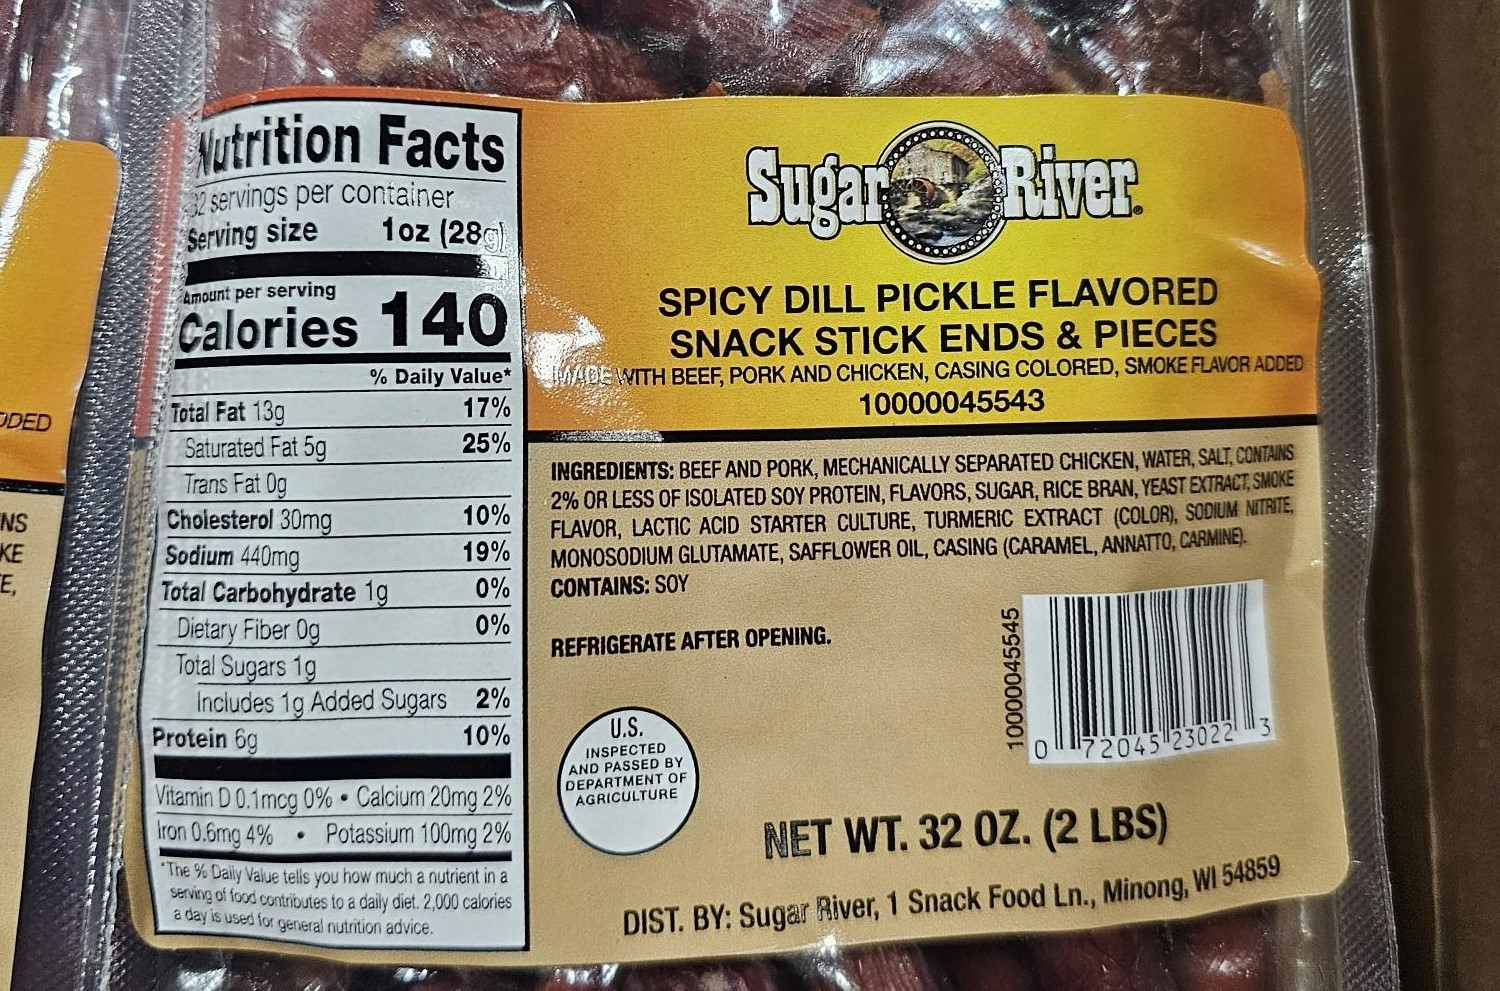 Nutrition Facts
32 servings per container
Serving size 1oz (28g)
Amount per serving
Calories 140
% Daily Value*
Total Fat 13g 17%
Saturated Fat 5g 25%
Trans Fat 0g
Cholesterol 30mg 10%
Sodium 440mg 19%
Total Carbohydrate 1g 0%
Dietary Fiber 0g 0%
Total Sugars 1g
Includes 1g Added Sugars 2%
Protein 6g 10%
Vitamin D 0.1mcg 0% • Calcium 20mg 2%
Iron 0.6mg 4% • Potassium 100mg 2%
*The % Daily Value tells you how much a nutrient in a
serving of food contributes to a daily diet. 2,000 calories
a day is used for general nutrition advice.
Sugar River®
SPICY DILL PICKLE FLAVORED
SNACK STICK ENDS & PIECES
MADE WITH BEEF, PORK AND CHICKEN, CASING COLORED, SMOKE FLAVOR ADDED
10000045543
INGREDIENTS: BEEF AND PORK, MECHANICALLY SEPARATED CHICKEN, WATER, SALT, CONTAINS
2% OR LESS OF ISOLATED SOY PROTEIN, FLAVORS, SUGAR, RICE BRAN, YEAST EXTRACT, SMOKE
FLAVOR, LACTIC ACID STARTER CULTURE, TURMERIC EXTRACT (COLOR), SODIUM NITRITE,
MONOSODIUM GLUTAMATE, SAFFLOWER OIL, CASING (CARAMEL, ANNATTO, CARMINE).
CONTAINS: SOY
REFRIGERATE AFTER OPENING.
U.S.
INSPECTED
AND PASSED BY
DEPARTMENT OF
AGRICULTURE
10000045545
0 72045 23022 3
NET WT. 32 OZ. (2 LBS)
DIST. BY: Sugar River, 1 Snack Food Ln., Minong, WI 54859